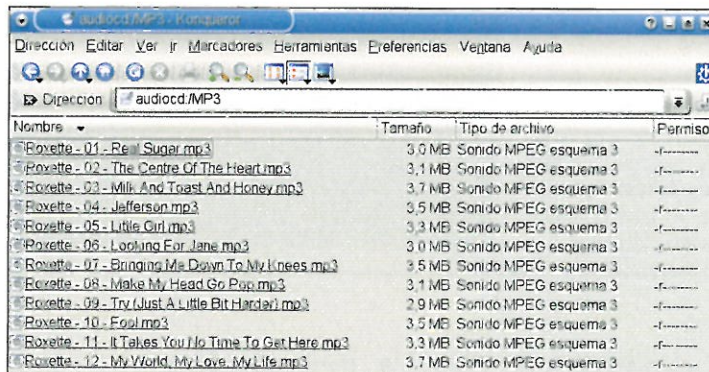 audiocd:/MP3 - Konqueror
Dirección Editar Ver Ir Marcadores Herramientas Preferencias Ventana Ayuda
Dirección audiocd:/MP3
Nombre Tamaño Tipo de archivo Permiso
Roxette - 01 - Real Sugar.mp3 3,0 MB Sonido MPEG esquema 3 -r--------
Roxette - 02 - The Centre Of The Heart.mp3 3,1 MB Sonido MPEG esquema 3 -r--------
Roxette - 03 - Milk And Toast And Honey.mp3 3,7 MB Sonido MPEG esquema 3 -r--------
Roxette - 04 - Jefferson.mp3 3,5 MB Sonido MPEG esquema 3 -r--------
Roxette - 05 - Little Girl.mp3 3,3 MB Sonido MPEG esquema 3 -r--------
Roxette - 06 - Looking For Jane.mp3 3,0 MB Sonido MPEG esquema 3 -r--------
Roxette - 07 - Bringing Me Down To My Knees.mp3 3,5 MB Sonido MPEG esquema 3 -r--------
Roxette - 08 - Make My Head Go Pop.mp3 3,1 MB Sonido MPEG esquema 3 -r--------
Roxette - 09 - Try (Just A Little Bit Harder).mp3 2,9 MB Sonido MPEG esquema 3 -r--------
Roxette - 10 - Fool.mp3 3,5 MB Sonido MPEG esquema 3 -r--------
Roxette - 11 - It Takes You No Time To Get Here.mp3 3,3 MB Sonido MPEG esquema 3 -r--------
Roxette - 12 - My World, My Love, My Life.mp3 3,7 MB Sonido MPEG esquema 3 -r--------